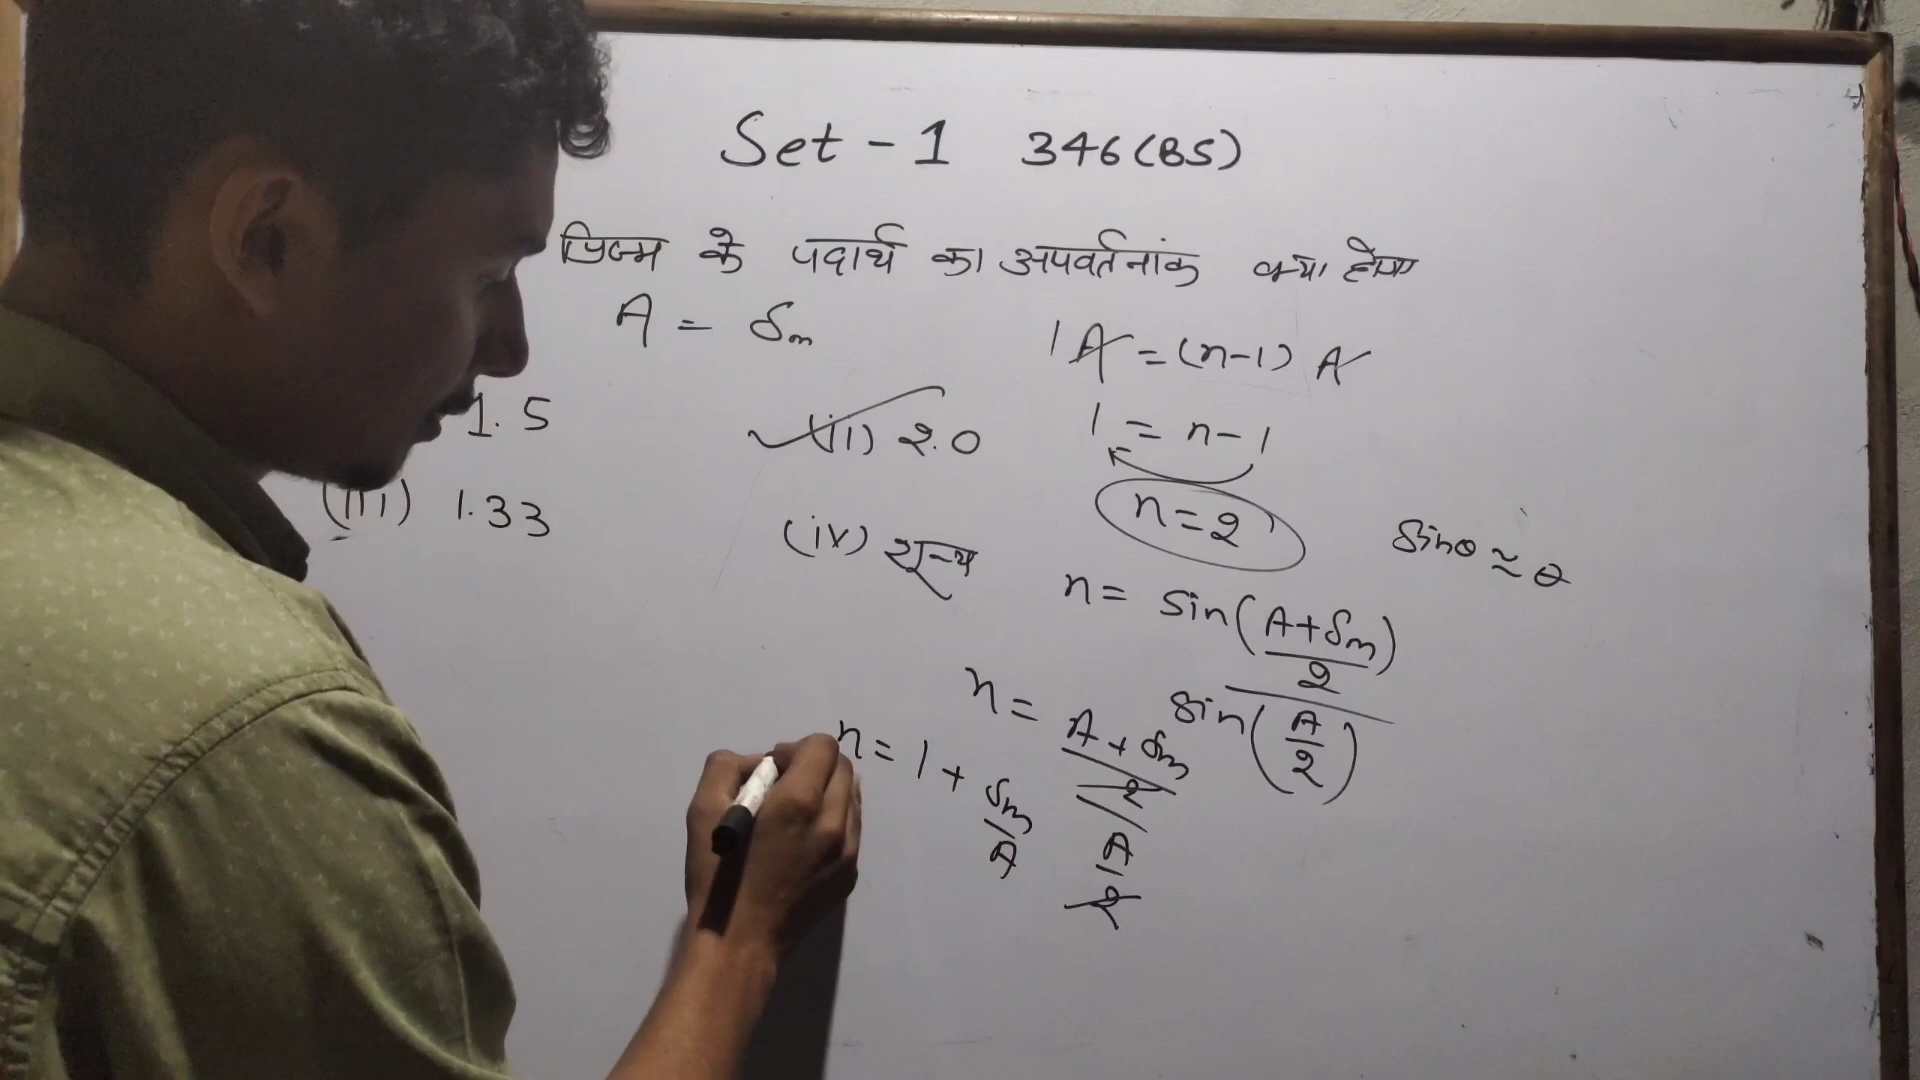 Set - 1 346 (BS)
प्रिज्म के पदार्थ का अपवर्तनांक क्या होगा
A = δm
1 A = (n-1) A
1.5
(ii) 2.0
1 = n - 1
(iii) 1.33
(iv) शून्य
n = 2
sinθ ≈ θ
n = sin((A+δm)/2) / sin(A/2)
n = ((A+δm)/2) / (A/2)
n = 1 + δm/A